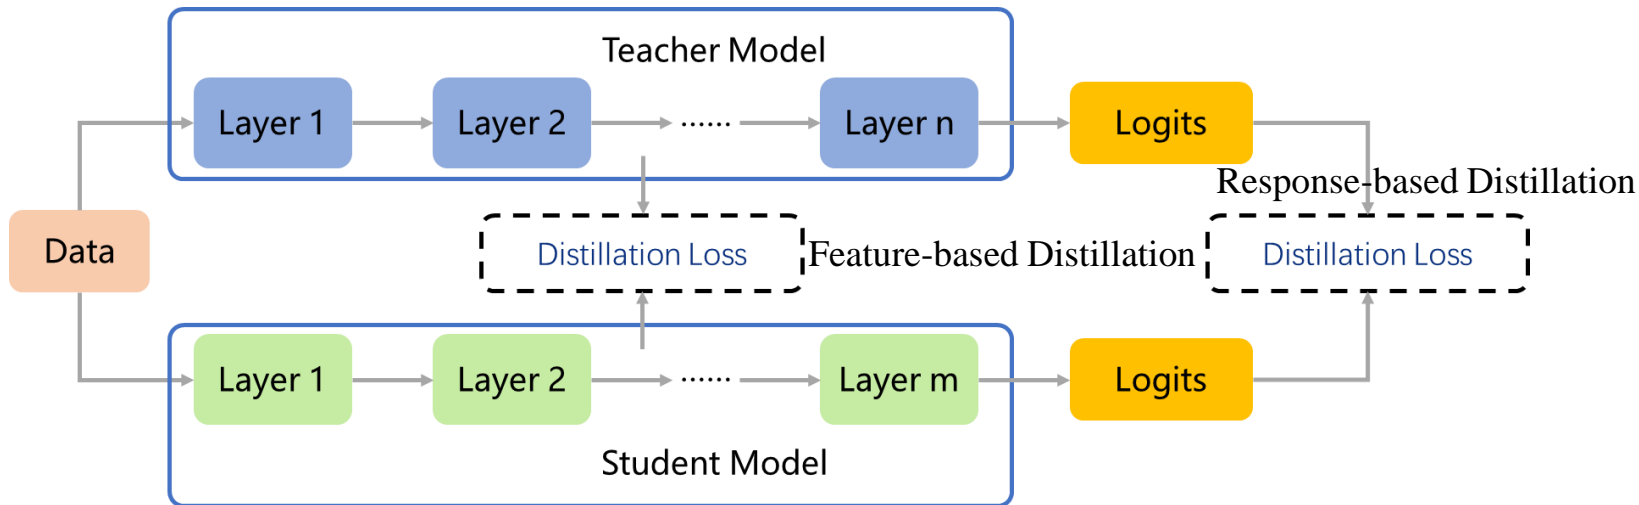 Teacher Model
Layer 1
Layer 2
......
Layer n
Logits
Response-based Distillation
Data
Distillation Loss
Feature-based Distillation
Distillation Loss
Layer 1
Layer 2
......
Layer m
Logits
Student Model